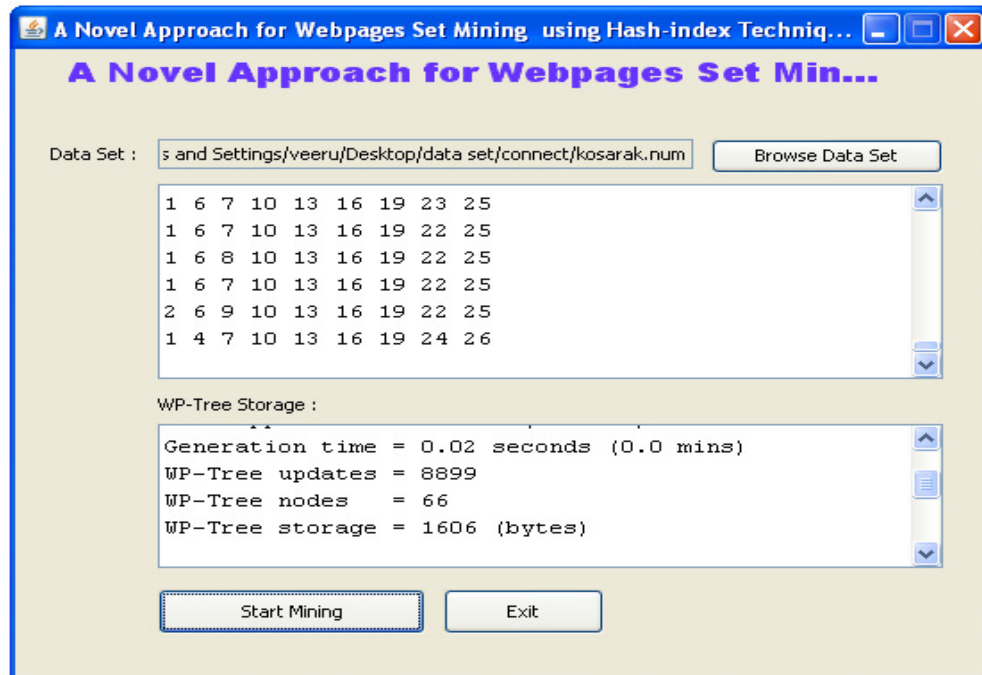 A Novel Approach for Webpages Set Mining using Hash-index Techniq...
A Novel Approach for Webpages Set Min...
Data Set : s and Settings/veeru/Desktop/data set/connect/kosarak.num Browse Data Set
1 6 7 10 13 16 19 23 25
1 6 7 10 13 16 19 22 25
1 6 8 10 13 16 19 22 25
1 6 7 10 13 16 19 22 25
2 6 9 10 13 16 19 22 25
1 4 7 10 13 16 19 24 26
WP-Tree Storage :
Generation time = 0.02 seconds (0.0 mins)
WP-Tree updates = 8899
WP-Tree nodes = 66
WP-Tree storage = 1606 (bytes)
Start Mining Exit